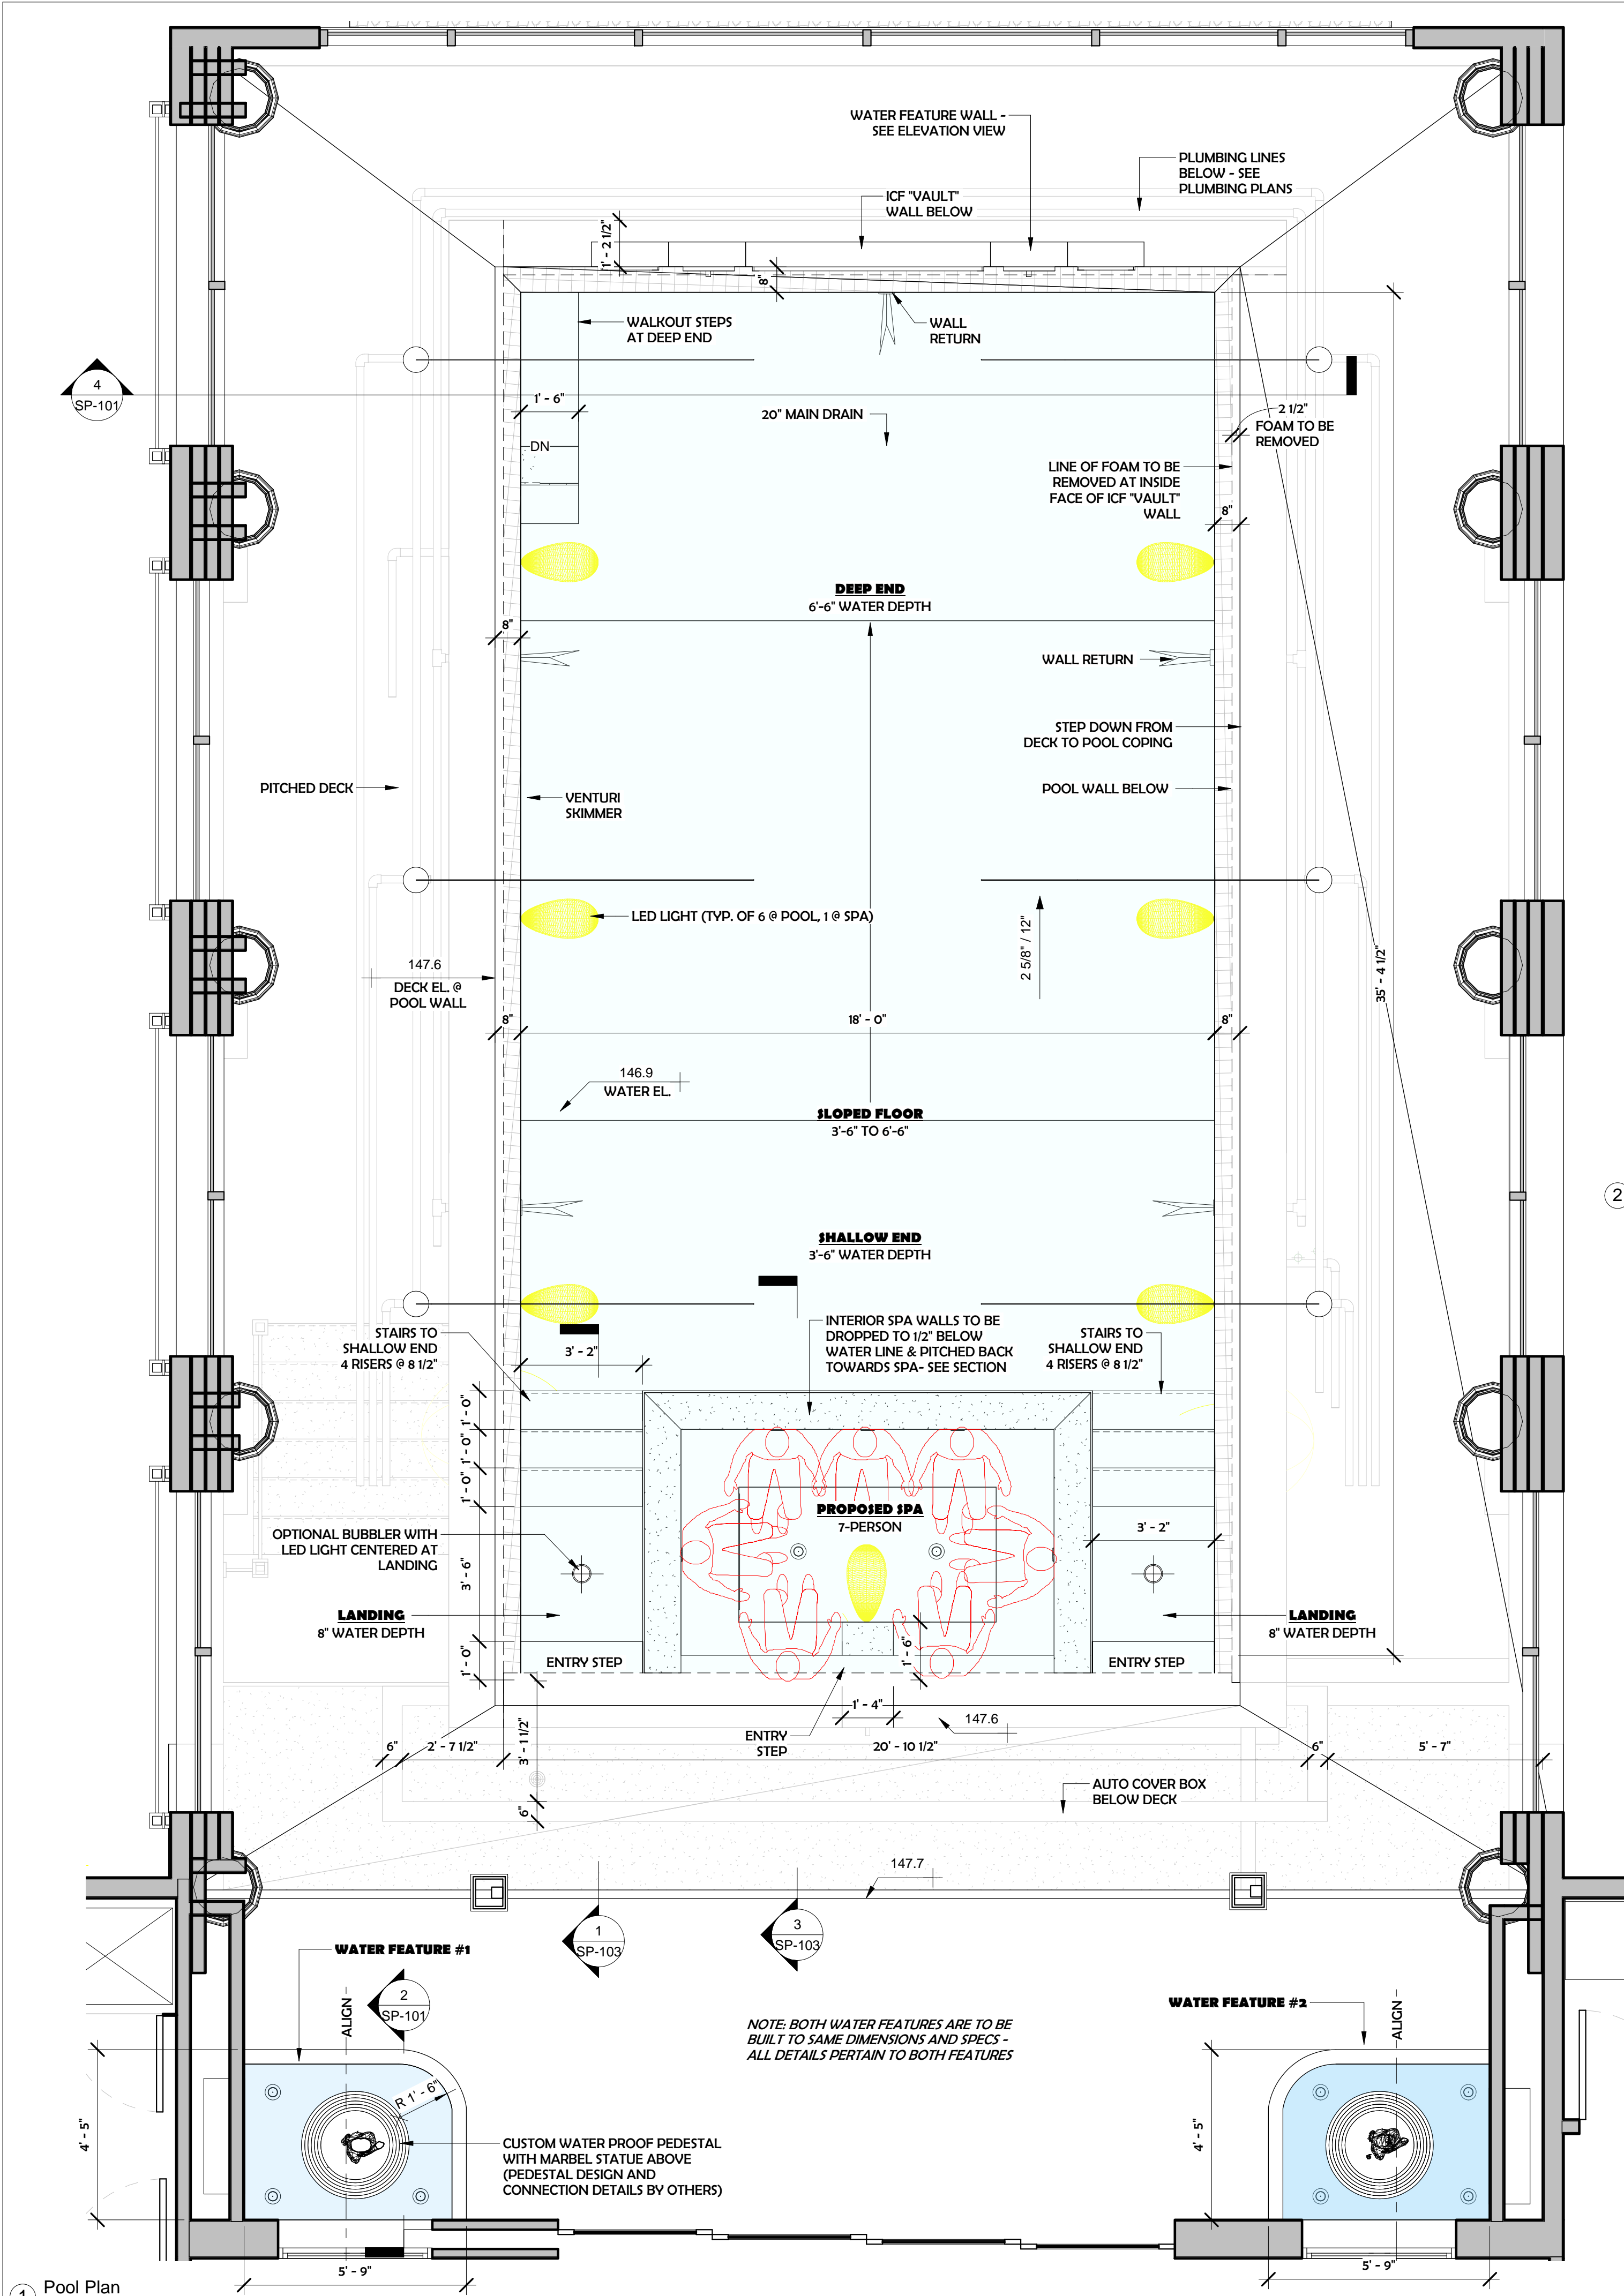 WATER FEATURE WALL -
SEE ELEVATION VIEW
PLUMBING LINES
BELOW - SEE
PLUMBING PLANS
ICF "VAULT"
WALL BELOW
1' - 2 1/2"
8"
WALKOUT STEPS
AT DEEP END
WALL
RETURN
4
SP-101
1' - 6"
20" MAIN DRAIN
2 1/2"
FOAM TO BE
REMOVED
DN
LINE OF FOAM TO BE
REMOVED AT INSIDE
FACE OF ICF "VAULT"
WALL
8"
DEEP END
6'-6" WATER DEPTH
8"
WALL RETURN
STEP DOWN FROM
DECK TO POOL COPING
PITCHED DECK
VENTURI
SKIMMER
POOL WALL BELOW
LED LIGHT (TYP. OF 6 @ POOL, 1 @ SPA)
2 5/8" / 12"
35' - 4 1/2"
147.6
DECK EL. @
POOL WALL
8"
18' - 0"
8"
146.9
WATER EL.
SLOPED FLOOR
3'-6" TO 6'-6"
2
SHALLOW END
3'-6" WATER DEPTH
STAIRS TO
SHALLOW END
4 RISERS @ 8 1/2"
3' - 2"
INTERIOR SPA WALLS TO BE
DROPPED TO 1/2" BELOW
WATER LINE & PITCHED BACK
TOWARDS SPA- SEE SECTION
STAIRS TO
SHALLOW END
4 RISERS @ 8 1/2"
1' - 0"
1' - 0"
1' - 0"
PROPOSED SPA
7-PERSON
3' - 2"
OPTIONAL BUBBLER WITH
LED LIGHT CENTERED AT
LANDING
3' - 6"
LANDING
8" WATER DEPTH
LANDING
8" WATER DEPTH
1' - 0"
ENTRY STEP
1' - 6"
ENTRY STEP
1' - 4"
147.6
ENTRY
STEP
6"
2' - 7 1/2"
3' - 1 1/2"
20' - 10 1/2"
6"
5' - 7"
AUTO COVER BOX
BELOW DECK
6"
147.7
1
SP-103
3
SP-103
WATER FEATURE #1
2
SP-101
ALIGN
WATER FEATURE #2
ALIGN
NOTE: BOTH WATER FEATURES ARE TO BE
BUILT TO SAME DIMENSIONS AND SPECS -
ALL DETAILS PERTAIN TO BOTH FEATURES
R 1' - 6"
4' - 5"
4' - 5"
CUSTOM WATER PROOF PEDESTAL
WITH MARBEL STATUE ABOVE
(PEDESTAL DESIGN AND
CONNECTION DETAILS BY OTHERS)
5' - 9"
5' - 9"
1
Pool Plan